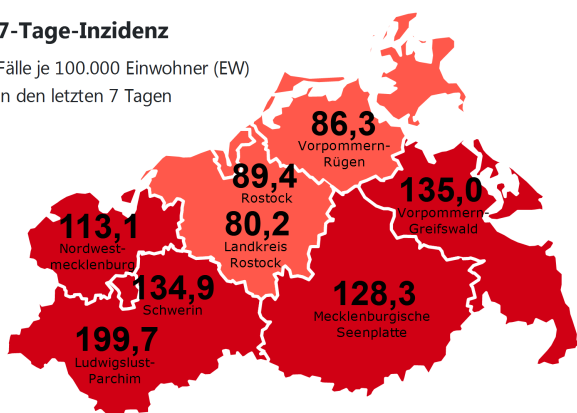 7-Tage-Inzidenz
Fälle je 100.000 Einwohner (EW)
in den letzten 7 Tagen
86,3
Vorpommern-
Rügen
89,4
Rostock
135,0
Vorpommern-
Greifswald
113,1
Nordwest-
mecklenburg
80,2
Landkreis
Rostock
134,9
Schwerin
128,3
Mecklenburgische
Seenplatte
199,7
Ludwigslust-
Parchim